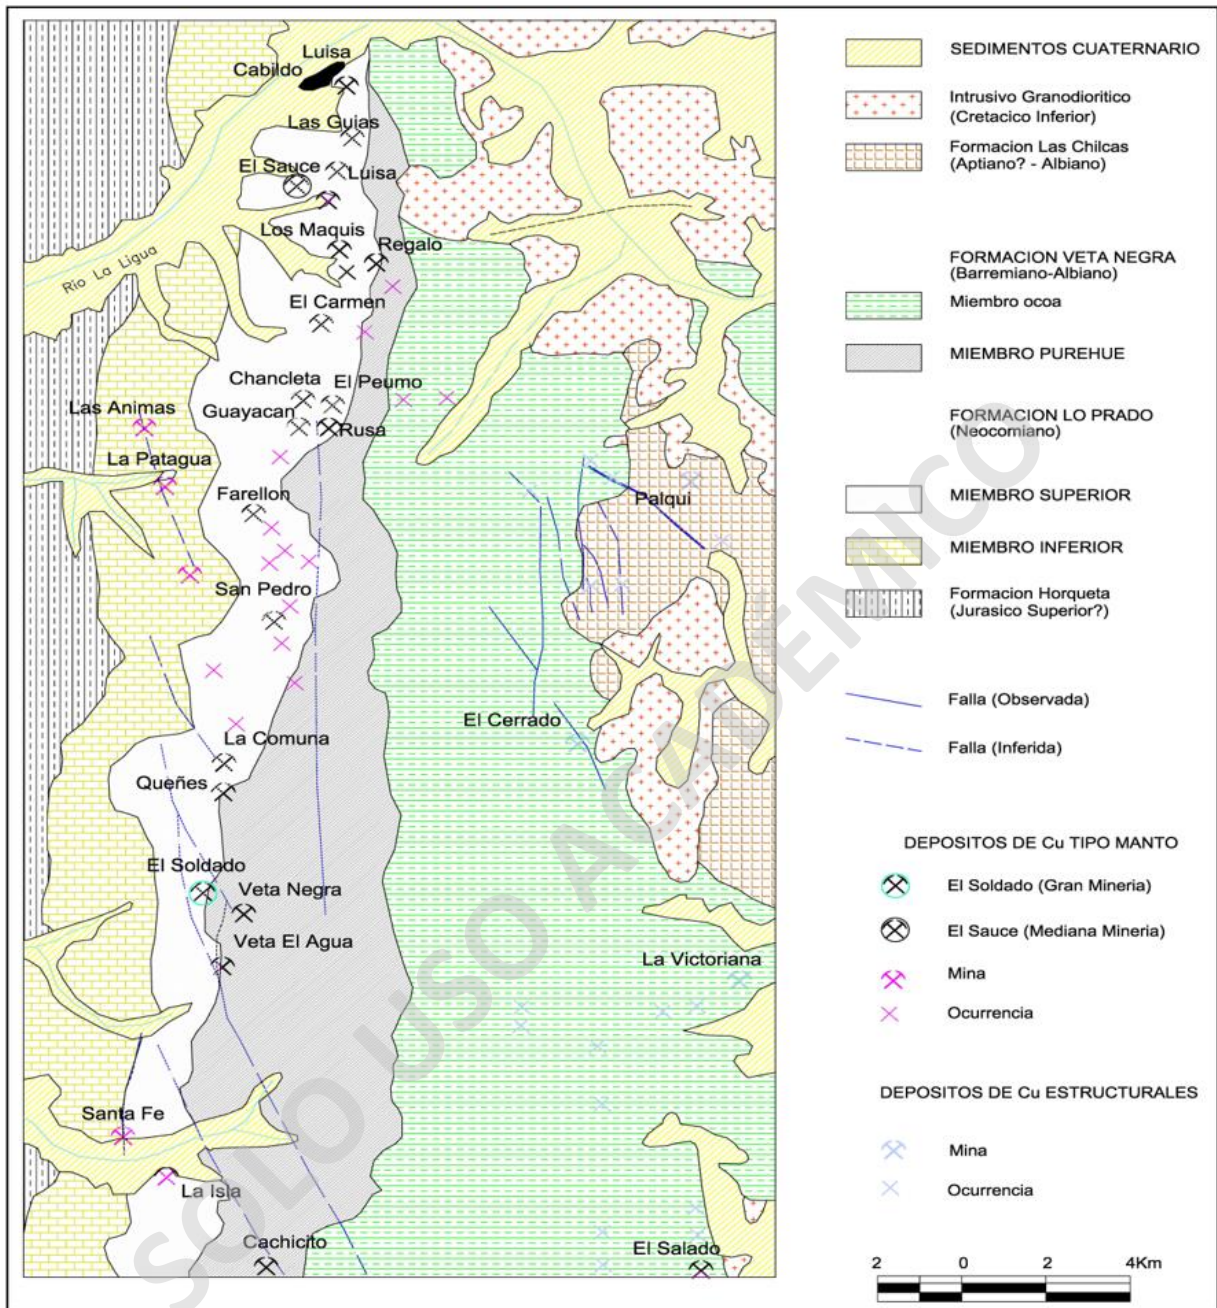 Luisa
Cabildo
Las Guias
El Sauce
Luisa
Los Maquis
Regalo
Rio La Ligua
El Carmen
Chancleta
El Peumo
Las Animas
Guayacan
Rusa
La Patagua
Farellon
Palqui
San Pedro
El Cerrado
La Comuna
Queñes
El Soldado
Veta Negra
Veta El Agua
La Victoriana
Santa Fe
La Isla
Cachicito
El Salado
SEDIMENTOS CUATERNARIO
Intrusivo Granodioritico
(Cretacico Inferior)
Formacion Las Chilcas
(Aptiano? - Albiano)
FORMACION VETA NEGRA
(Barremiano-Albiano)
Miembro ocoa
MIEMBRO PUREHUE
FORMACION LO PRADO
(Neocomiano)
MIEMBRO SUPERIOR
MIEMBRO INFERIOR
Formacion Horqueta
(Jurasico Superior?)
Falla (Observada)
Falla (Inferida)
DEPOSITOS DE Cu TIPO MANTO
El Soldado (Gran Mineria)
El Sauce (Mediana Mineria)
Mina
Ocurrencia
DEPOSITOS DE Cu ESTRUCTURALES
Mina
Ocurrencia
2 0 2 4Km
SOLO USO ACADÉMICO